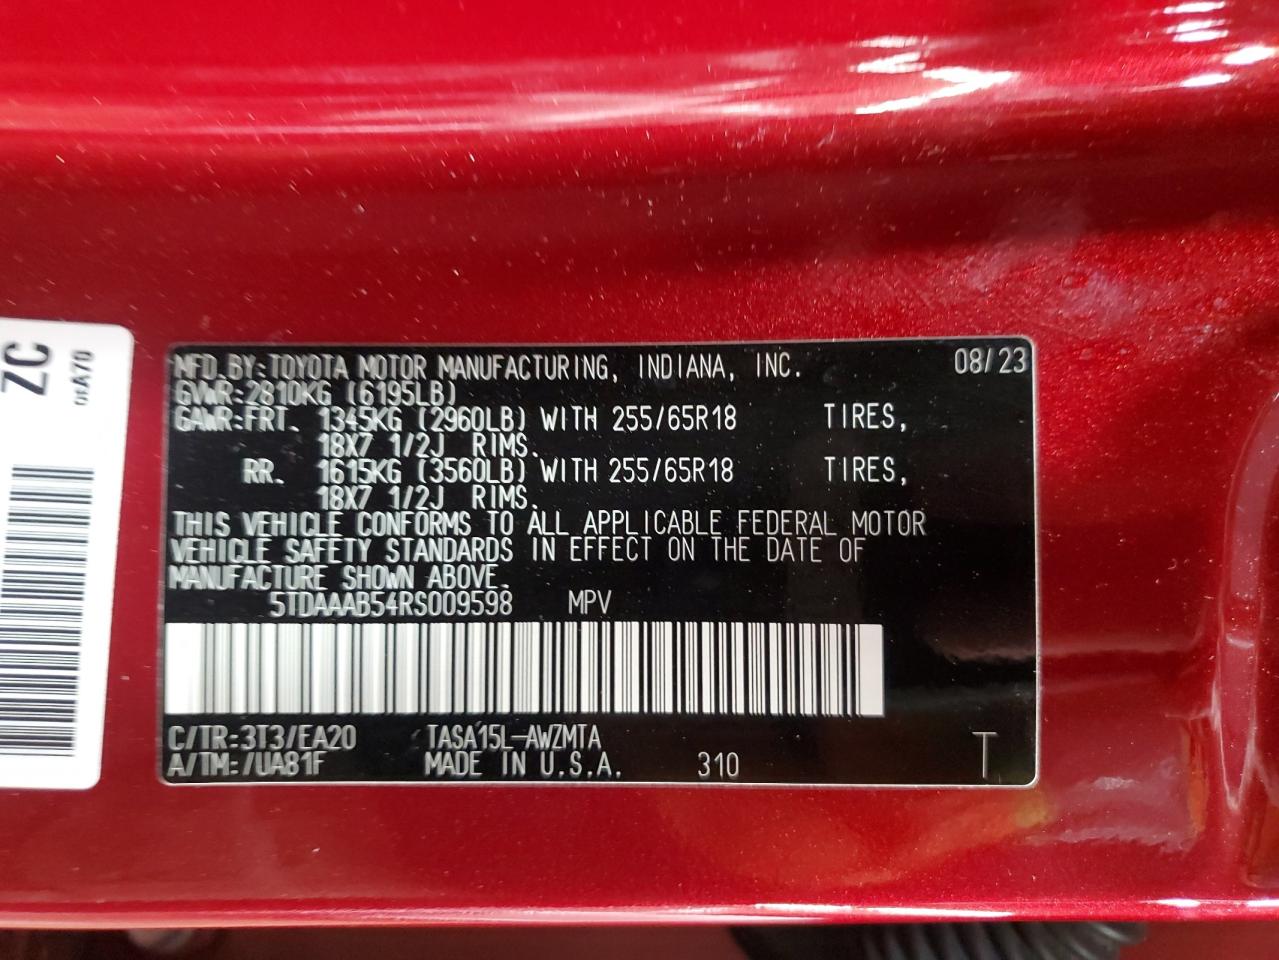 MFD.BY:TOYOTA MOTOR MANUFACTURING, INDIANA, INC. 08/23
GVWR:2810KG (6195LB)
GAWR-FRT. 1345KG (2960LB) WITH 255/65R18 TIRES,
18X7 1/2J RIMS.
RR. 1615KG (3560LB) WITH 255/65R18 TIRES,
18X7 1/2J RIMS.
THIS VEHICLE CONFORMS TO ALL APPLICABLE FEDERAL MOTOR
VEHICLE SAFETY STANDARDS IN EFFECT ON THE DATE OF
MANUFACTURE SHOWN ABOVE.
5TDAAAB54RS009598 MPV
C/TR:3T3/EA20 TASA15L-AWZMTA
A/TM:/UA81F MADE IN U.S.A. 310 T
ZC